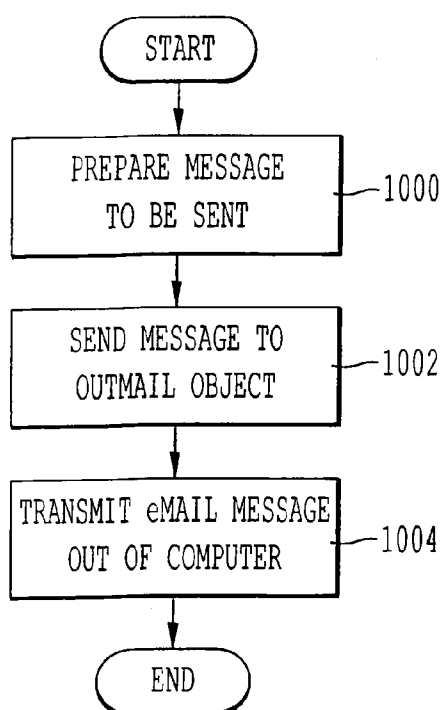 START
PREPARE MESSAGE
TO BE SENT
1000
SEND MESSAGE TO
OUTMAIL OBJECT
1002
TRANSMIT eMAIL MESSAGE
OUT OF COMPUTER
1004
END